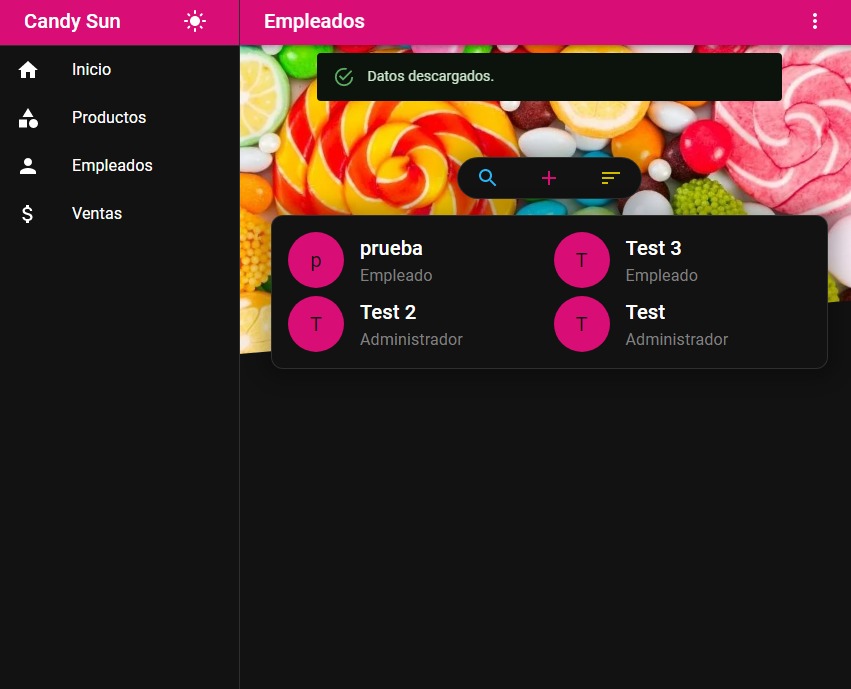 Candy Sun
Empleados
Inicio
Productos
Empleados
Ventas
Datos descargados.
p
prueba
Empleado
T
Test 3
Empleado
T
Test 2
Administrador
T
Test
Administrador